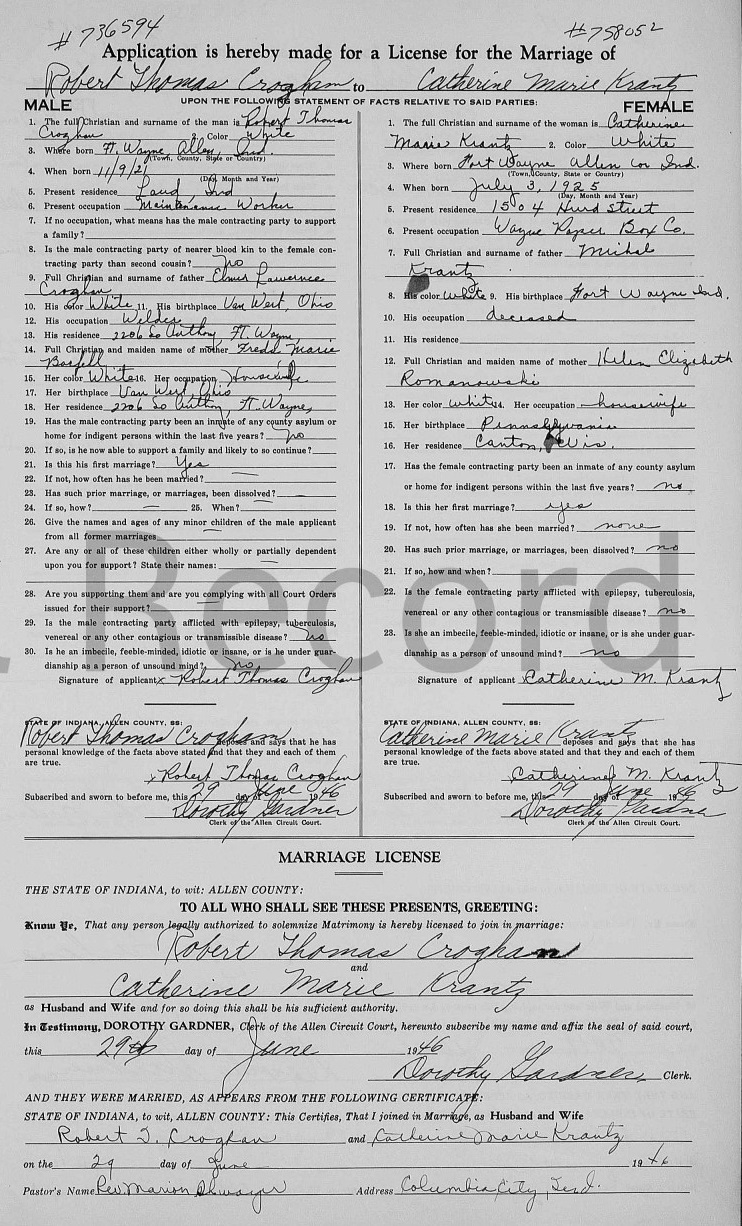 # 736594
# 758052
Application is hereby made for a License for the Marriage of
Robert Thomas Crogham to Catherine Marie Krantz
UPON THE FOLLOWING STATEMENT OF FACTS RELATIVE TO SAID PARTIES:
MALE
1. The full Christian and surname of the man is Robert Thomas
Croghan 2. Color White
3. Where born Ft. Wayne Allen, Ind.
(Town, County, State or Country)
4. When born 11/9/21
(Day, Month and Year)
5. Present residence Laud, Ind
6. Present occupation Maintenance Worker
7. If no occupation, what means has the male contracting party to support
a family?
8. Is the male contracting party of nearer blood kin to the female con-
tracting party than second cousin? No
9. Full Christian and surname of father Elmer Lawrence
Croghan
10. His color White 11. His birthplace Van Wert, Ohio
12. His occupation Welder
13. His residence 2206 So Anthony Ft. Wayne,
14. Full Christian and maiden name of mother Freda Marie
15. Her color White 16. Her occupation Housewife
17. Her birthplace Van Wert, Ohio
18. Her residence 2206 So Anthony, Ft. Wayne,
19. Has the male contracting party been an inmate of any county asylum or
home for indigent persons within the last five years? no
20. If so, is he now able to support a family and likely to so continue?
21. Is this his first marriage? Yes
22. If not, how often has he been married? —
23. Has such prior marriage, or marriages, been dissolved? —
24. If so, how? — 25. When? —
26. Give the names and ages of any minor children of the male applicant
from all former marriages —
27. Are any or all of these children either wholly or partially dependent
upon you for support? State their names: —
28. Are you supporting them and are you complying with all Court Orders
issued for their support? —
29. Is the male contracting party afflicted with epilepsy, tuberculosis,
venereal or any other contagious or transmissible disease? No
30. Is he an imbecile, feeble-minded, idiotic or insane, or is he under guar-
dianship as a person of unsound mind? No
Signature of applicant x Robert Thomas Croghan
STATE OF INDIANA, ALLEN COUNTY, SS:
Robert Thomas Crogham deposes and says that he has
personal knowledge of the facts above stated and that they and each of them
are true.
x Robert Thomas Croghan
Subscribed and sworn to before me, this 29 day of June 1946
Dorothy Gardner
Clerk of the Allen Circuit Court.
FEMALE
1. The full Christian and surname of the woman is Catherine
Marie Krantz 2. Color White
3. Where born Fort Wayne Allen co Ind.
(Town, County, State or Country)
4. When born July 3, 1925
(Day, Month and Year)
5. Present residence 1504 Hurd Street
6. Present occupation Wayne Paper Box Co.
7. Full Christian and surname of father Michal
Krantz
8. His color White 9. His birthplace Fort Wayne Ind.
10. His occupation deceased
11. His residence
12. Full Christian and maiden name of mother Helen Elizabeth
Romanowski
13. Her color white 14. Her occupation housewife
15. Her birthplace Pennsylvania
16. Her residence Canton, Wis.
17. Has the female contracting party been an inmate of any county asylum
or home for indigent persons within the last five years? no
18. Is this her first marriage? yes
19. If not, how often has she been married? none
20. Has such prior marriage, or marriages, been dissolved? no
21. If so, how and when?
22. Is the female contracting party afflicted with epilepsy, tuberculosis,
venereal or any other contagious or transmissible disease? no
23. Is she an imbecile, feeble-minded, idiotic or insane, or is she under guar-
dianship as a person of unsound mind? no
Signature of applicant Catherine M. Krantz
STATE OF INDIANA, ALLEN COUNTY, SS:
Catherine Marie Krantz deposes and says that she has
personal knowledge of the facts above stated and that they and each of them
are true.
Catherine M. Krantz
Subscribed and sworn to before me, this 29 day of June 1946
Dorothy Gardner
Clerk of the Allen Circuit Court.
Record
MARRIAGE LICENSE
THE STATE OF INDIANA, to wit: ALLEN COUNTY:
TO ALL WHO SHALL SEE THESE PRESENTS, GREETING:
Know Ye, That any person legally authorized to solemnize Matrimony is hereby licensed to join in marriage:
Robert Thomas Croghan
and
Catherine Marie Krantz
as Husband and Wife and for so doing this shall be his sufficient authority.
In Testimony, DOROTHY GARDNER, Clerk of the Allen Circuit Court, hereunto subscribe my name and affix the seal of said court,
this 29th day of June 1946
Dorothy Gardner, Clerk.
AND THEY WERE MARRIED, AS APPEARS FROM THE FOLLOWING CERTIFICATE:
STATE OF INDIANA, to wit, ALLEN COUNTY: This Certifies, That I joined in Marriage, as Husband and Wife
Robert T. Croghan and Catherine Marie Krantz
on the 29 day of June 1946
Pastor's Name Rev. Marion Address Columbia City, Ind.